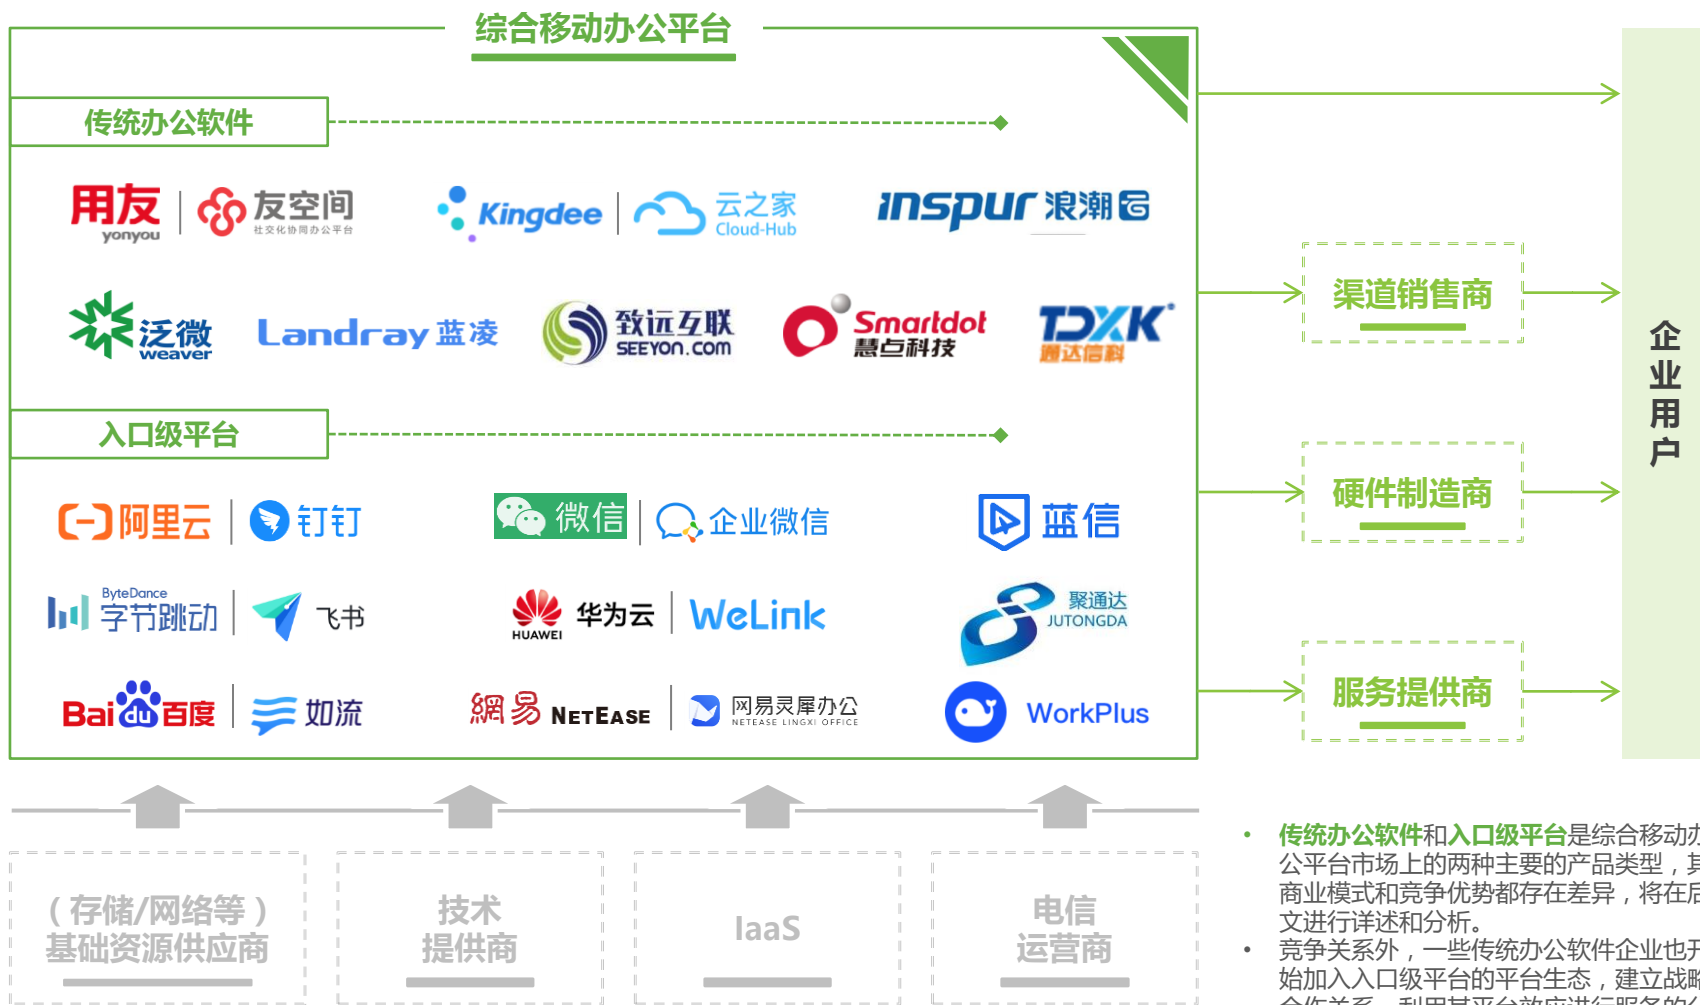 综合移动办公平台
传统办公软件
用友 yonyou
友空间
社交化协同办公平台
Kingdee
云之家
Cloud-Hub
inspur 浪潮云
泛微
weaver
Landray 蓝凌
致远互联
SEEYON.COM
Smartdot
慧点科技
TDXK
通达信科
入口级平台
阿里云
钉钉
微信
企业微信
蓝信
ByteDance
字节跳动
飞书
HUAWEI
华为云
WeLink
聚通达
JUTONGDA
Bai du 百度
如流
網易 NETEASE
网易灵犀办公
NETEASE LINGXI OFFICE
WorkPlus
渠道销售商
硬件制造商
服务提供商
企业用户
（存储/网络等）
基础资源供应商
技术
提供商
IaaS
电信
运营商
• 传统办公软件和入口级平台是综合移动办
公平台市场上的两种主要的产品类型，其
商业模式和竞争优势都存在差异，将在后
文进行详述和分析。
• 竞争关系外，一些传统办公软件企业也开
始加入入口级平台的平台生态，建立战略